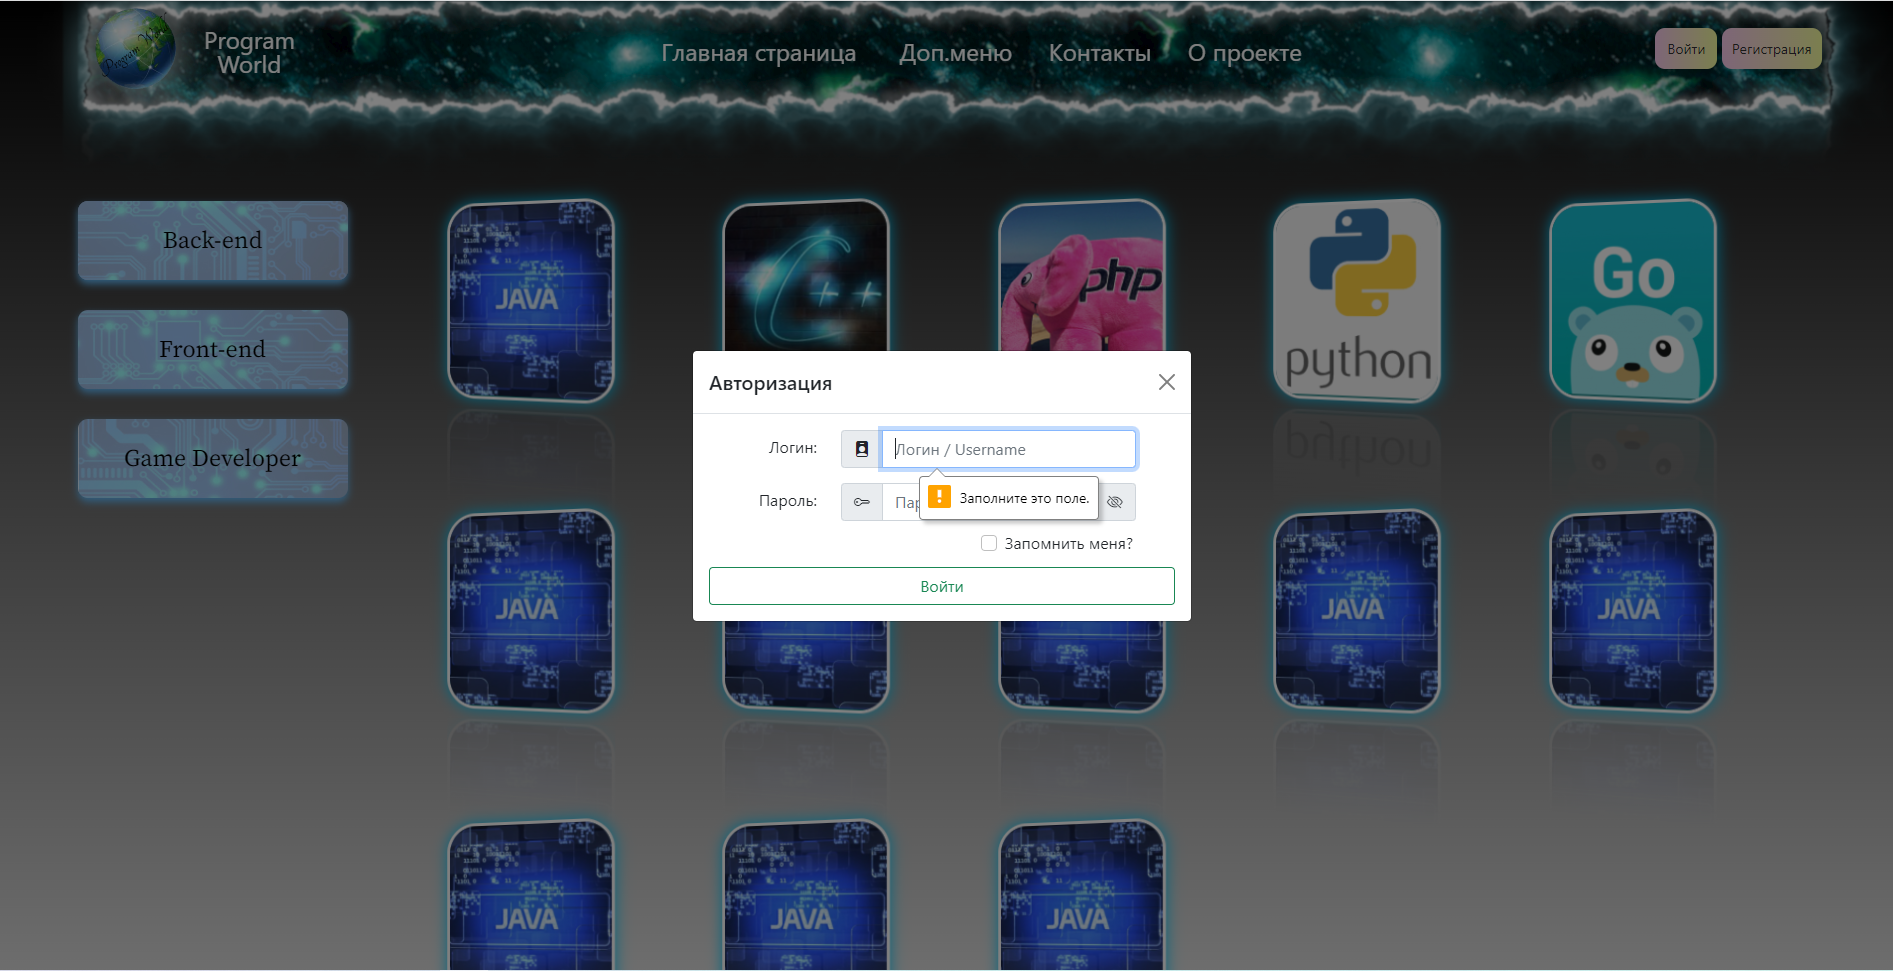 Program World
Program
World
Главная страница
Доп.меню
Контакты
О проекте
Войти
Регистрация
Back-end
Front-end
Game Developer
JAVA
C++
php
python
Go
Авторизация
Логин:
Логин / Username
Пароль:
Пар
Заполните это поле.
Запомнить меня?
Войти
JAVA
JAVA
JAVA
JAVA
JAVA
JAVA